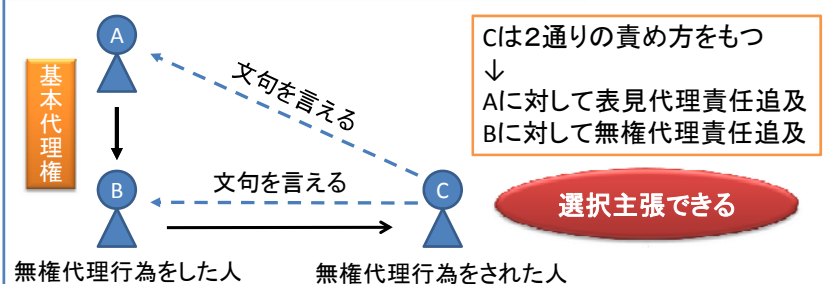 A
基本代理権
文句を言える
B
文句を言える
C
無権代理行為をした人
無権代理行為をされた人
Cは２通りの責め方をもつ
↓
Aに対して表見代理責任追及
Bに対して無権代理責任追及
選択主張できる